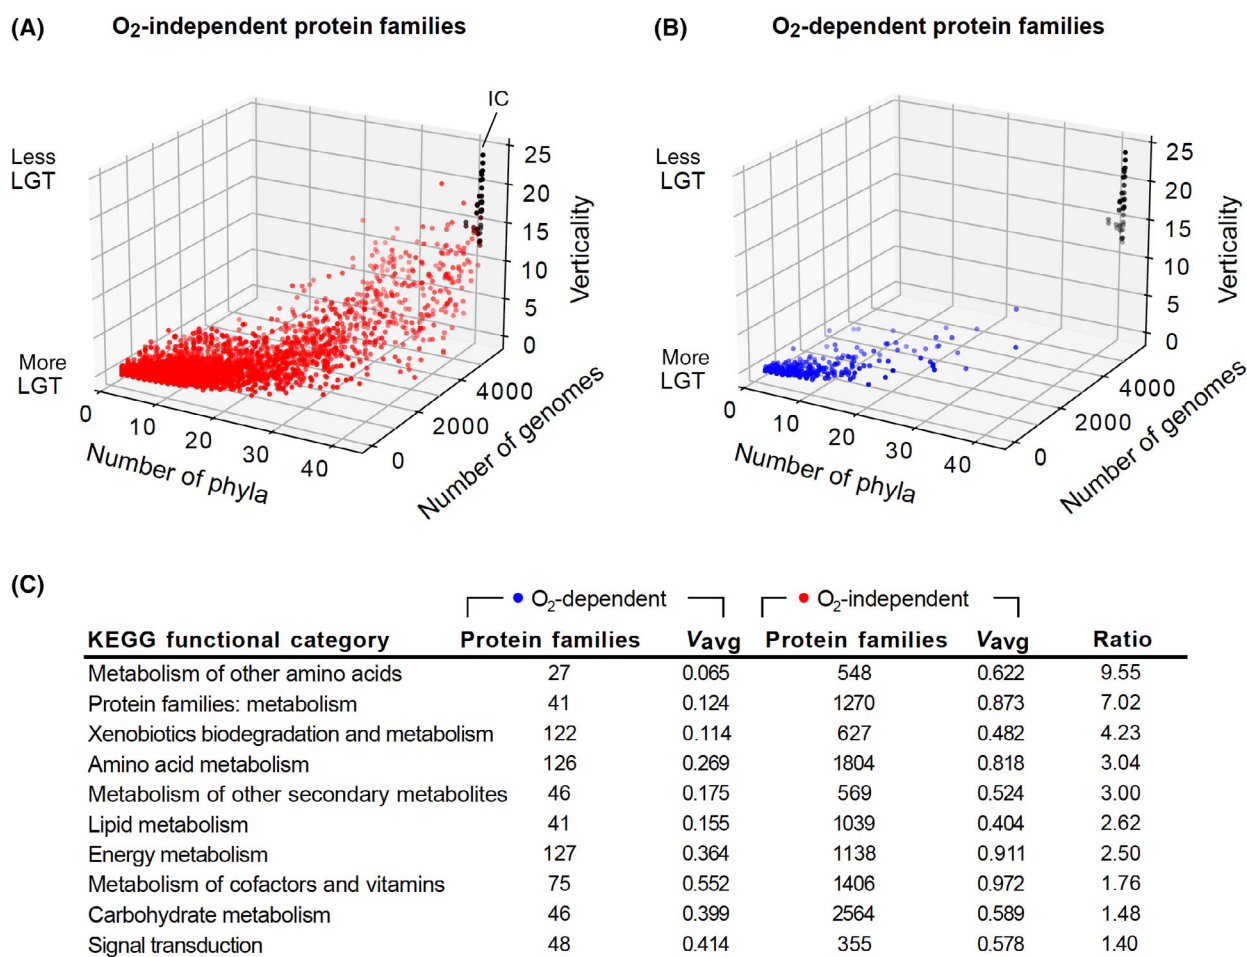 (A) O2-independent protein families
IC
Less
LGT
More
LGT
25
20
15
10
5
0
Verticality
0
10
20
30
40
Number of phyla
0
2000
4000
Number of genomes
(B) O2-dependent protein families
Less
LGT
More
LGT
25
20
15
10
5
0
Verticality
0
10
20
30
40
Number of phyla
0
2000
4000
Number of genomes
(C)
O2-dependent O2-independent
KEGG functional category Protein families Vavg Protein families Vavg Ratio
Metabolism of other amino acids 27 0.065 548 0.622 9.55
Protein families: metabolism 41 0.124 1270 0.873 7.02
Xenobiotics biodegradation and metabolism 122 0.114 627 0.482 4.23
Amino acid metabolism 126 0.269 1804 0.818 3.04
Metabolism of other secondary metabolites 46 0.175 569 0.524 3.00
Lipid metabolism 41 0.155 1039 0.404 2.62
Energy metabolism 127 0.364 1138 0.911 2.50
Metabolism of cofactors and vitamins 75 0.552 1406 0.972 1.76
Carbohydrate metabolism 46 0.399 2564 0.589 1.48
Signal transduction 48 0.414 355 0.578 1.40